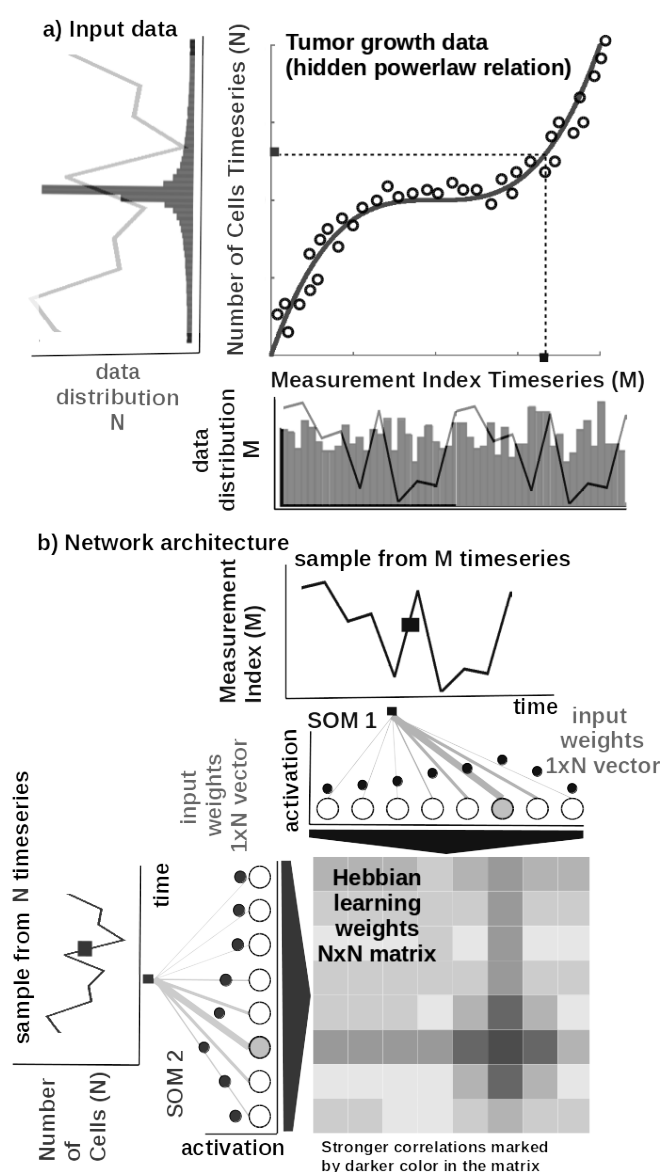 a) Input data
Tumor growth data
(hidden powerlaw relation)
Number of Cells Timeseries (N)
data
distribution
N
Measurement Index Timeseries (M)
data
distribution
M
b) Network architecture
sample from M timeseries
Measurement
Index (M)
time
SOM 1
input
weights
1xN vector
activation
input
weights
1xN vector
sample from N timeseries
time
Hebbian
learning
weights
NxN matrix
SOM 2
Number
of
Cells (N)
activation
Stronger correlations marked
by darker color in the matrix